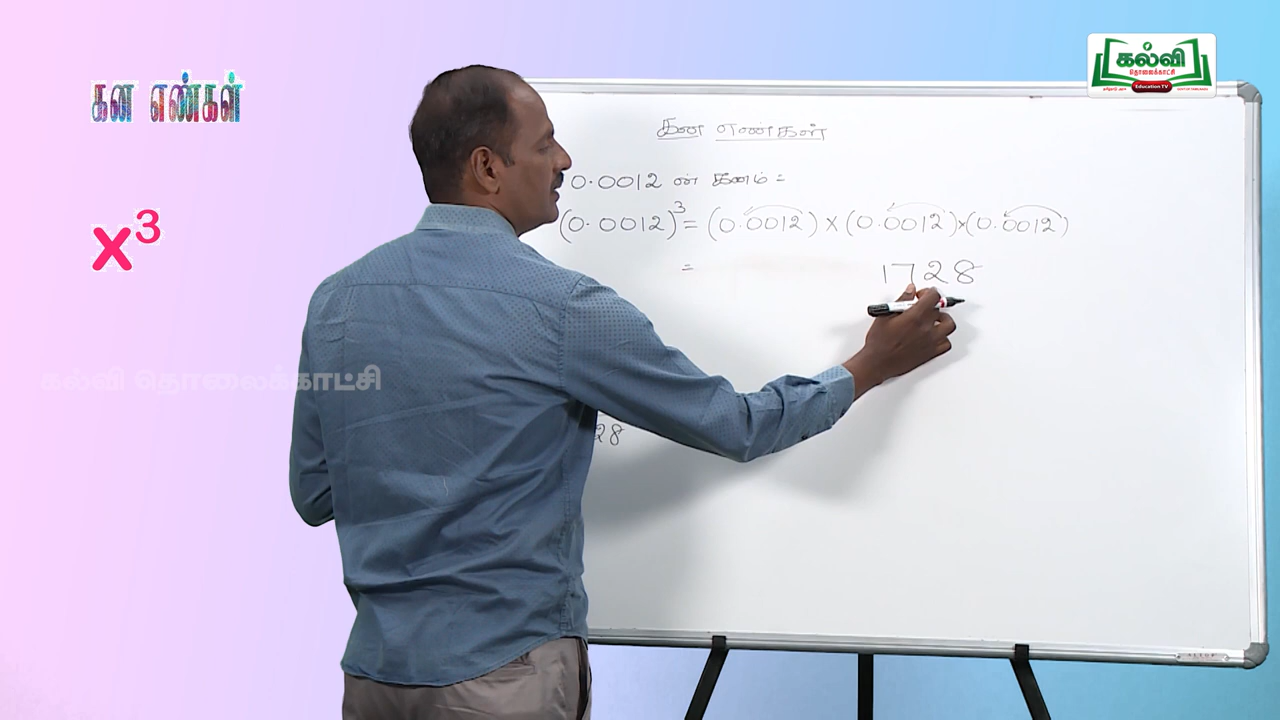 கன எண்கள்
x³
கல்வி
தொலைக்காட்சி
Education TV
கன எண்கள்
0.0012 ன் கனம் =
(0.0012)³ = (0.0012) × (0.0012) × (0.0012)
= 1728
28
கல்வி தொலைக்காட்சி